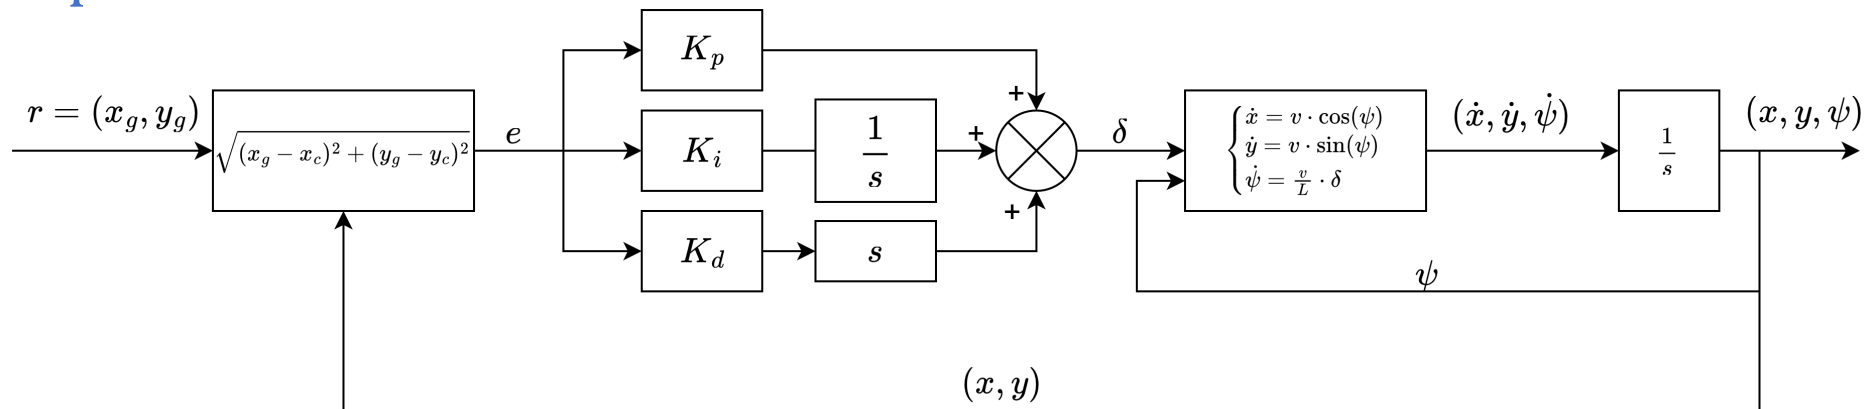 r = (x_g, y_g)
√((x_g − x_c)² + (y_g − y_c)²)
e
K_p
K_i
1/s
K_d
s
+
+
+
δ
ẋ = v · cos(ψ)
ẏ = v · sin(ψ)
ψ̇ = v/L · δ
(ẋ, ẏ, ψ̇)
1/s
(x, y, ψ)
ψ
(x, y)